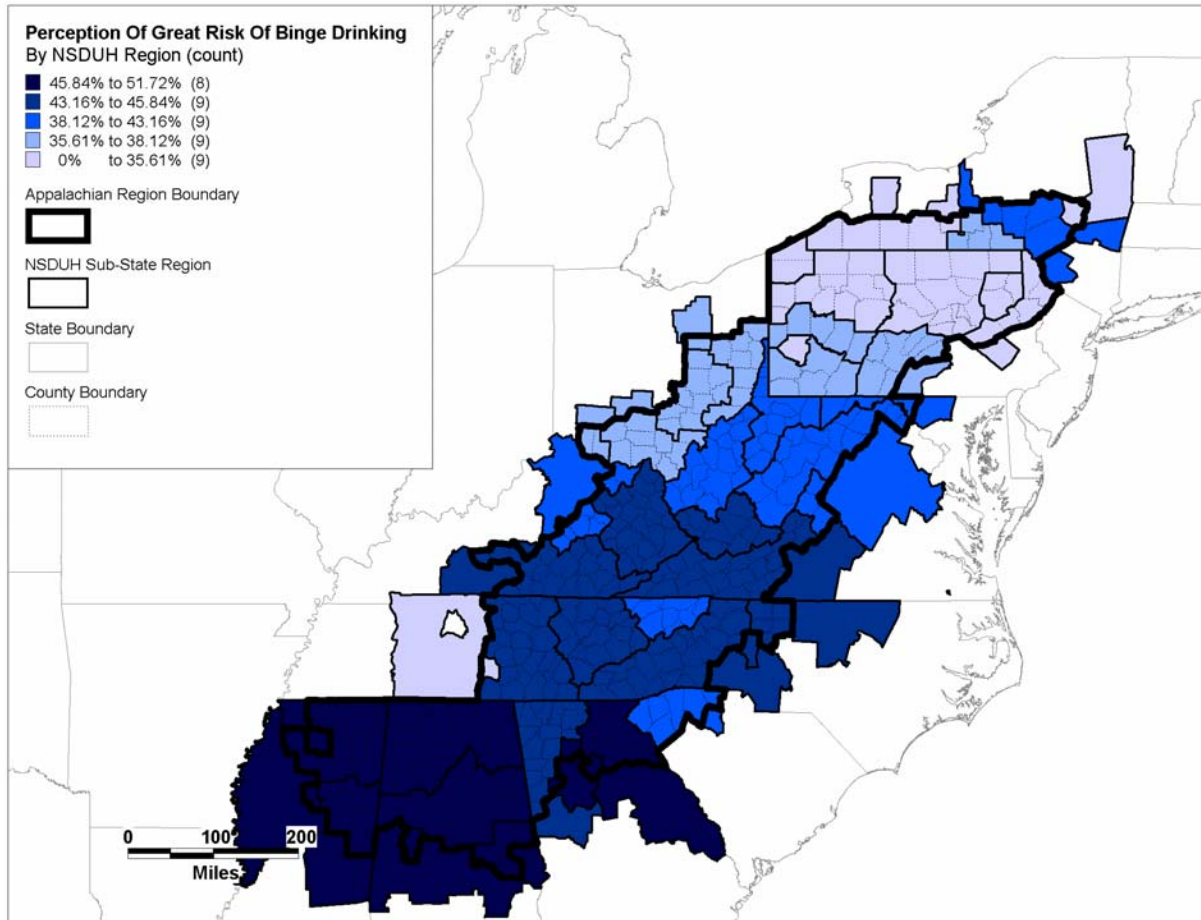 Perception Of Great Risk Of Binge Drinking
By NSDUH Region (count)
45.84% to 51.72% (8)
43.16% to 45.84% (9)
38.12% to 43.16% (9)
35.61% to 38.12% (9)
0% to 35.61% (9)
Appalachian Region Boundary
NSDUH Sub-State Region
State Boundary
County Boundary
0 100 200
Miles